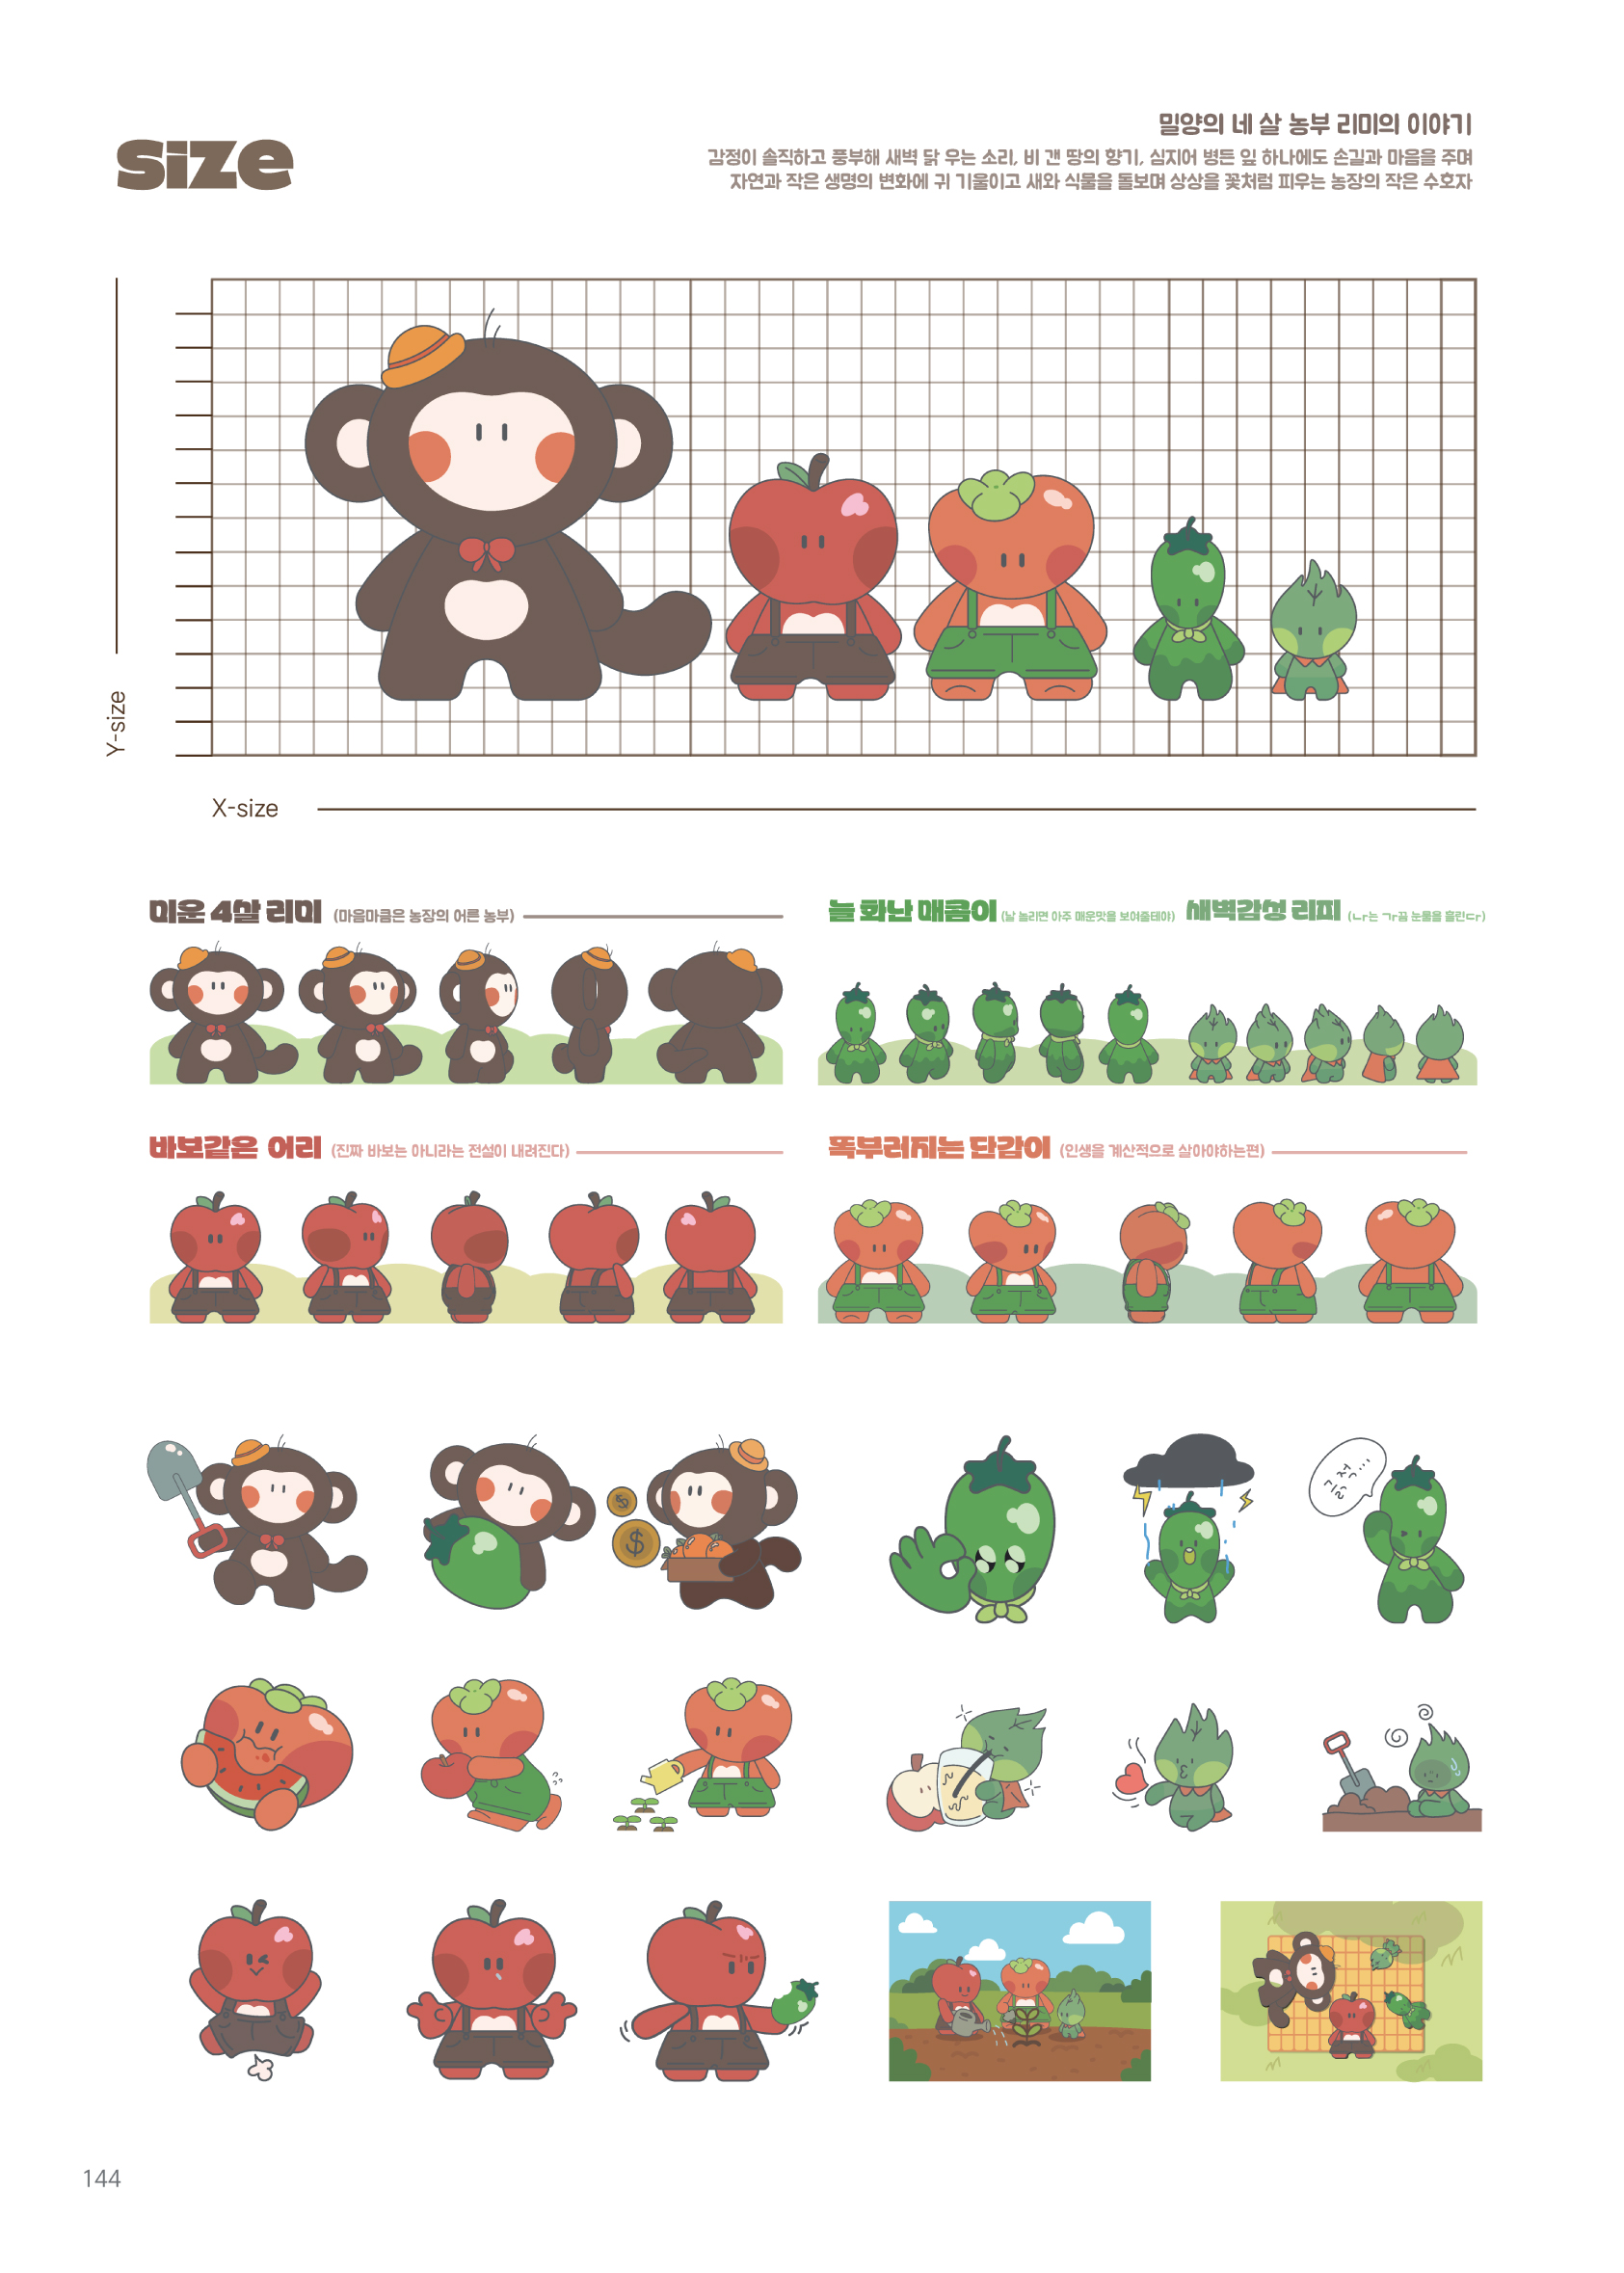 size
밀양의 네 살 농부 리미의 이야기
감정이 솔직하고 풍부해 새벽 닭 우는 소리, 비 갠 땅의 향기, 심지어 병든 잎 하나에도 손길과 마음을 주며
자연과 작은 생명의 변화에 귀 기울이고 새와 식물을 돌보며 상상을 꽃처럼 피우는 농장의 작은 수호자
Y-size
X-size
미운 4살 리미 (마음마큼은 농장의 어른 농부)
늘 화난 매콤이 (날 놀리면 아주 매운맛을 보여줄테야) 새벽감성 리피 (ㄴr는 ㄱr끔 눈물을 흘린ㄷr)
바보같은 어리 (진짜 바보는 아니라는 전설이 내려진다)
똑부러지는 단감이 (인생을 계산적으로 살아야하는편)
$
$
긁적...
144